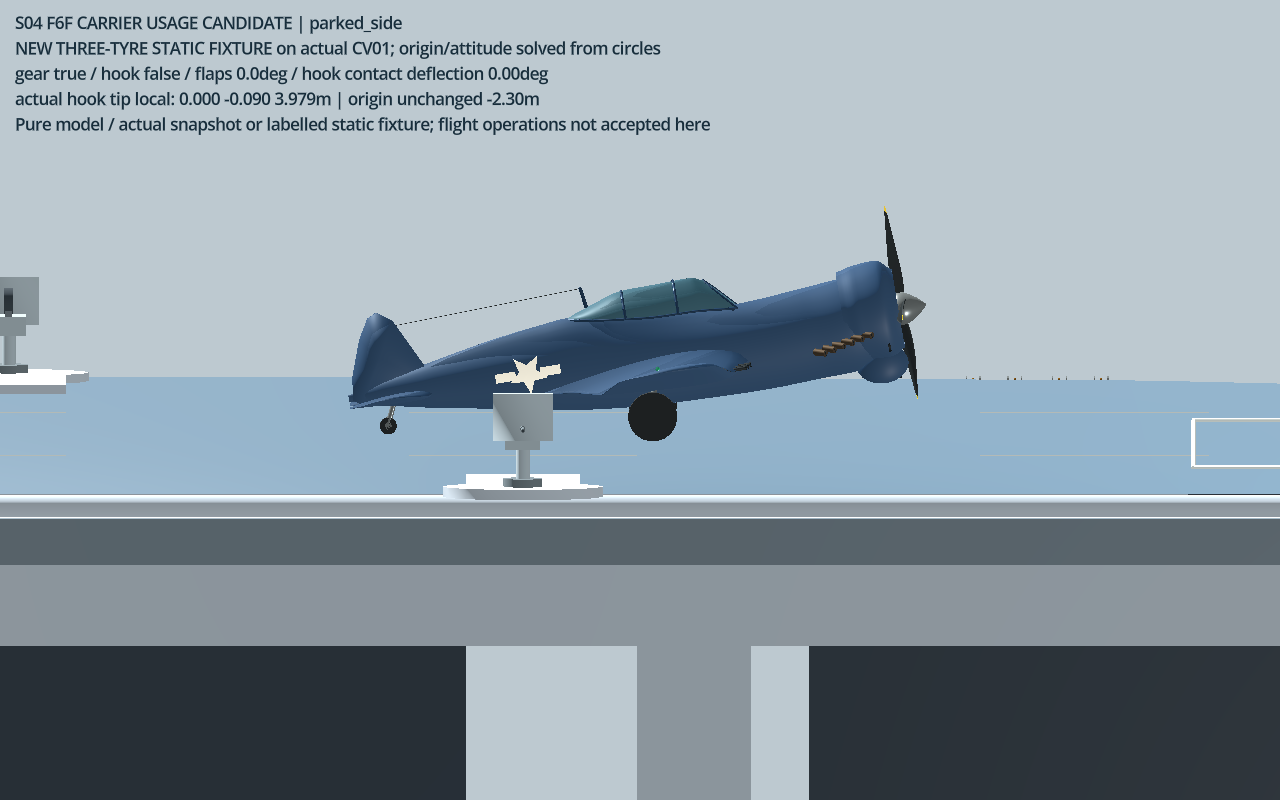 S04 F6F CARRIER USAGE CANDIDATE | parked_side
NEW THREE-TYRE STATIC FIXTURE on actual CV01; origin/attitude solved from circles
gear true / hook false / flaps 0.0deg / hook contact deflection 0.00deg
actual hook tip local: 0.000 -0.090 3.979m | origin unchanged -2.30m
Pure model / actual snapshot or labelled static fixture; flight operations not accepted here